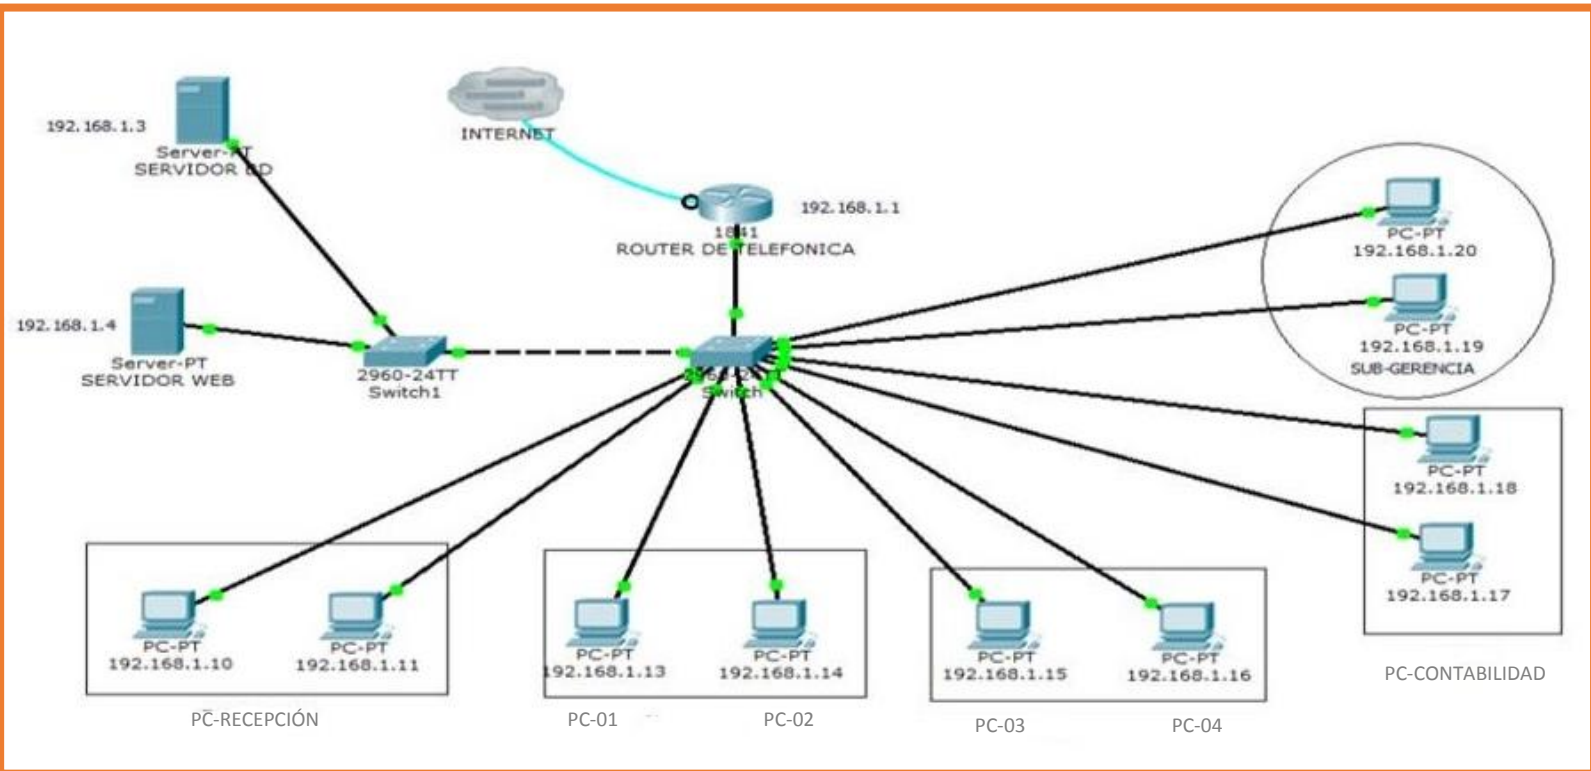 192.168.1.3
Server-PT
SERVIDOR BD
INTERNET
192.168.1.1
1841
ROUTER DE TELEFONICA
192.168.1.4
Server-PT
SERVIDOR WEB
2960-24TT
Switch1
2960-24TT
Switch
PC-PT
192.168.1.20
PC-PT
192.168.1.19
SUB-GERENCIA
PC-PT
192.168.1.18
PC-PT
192.168.1.17
PC-CONTABILIDAD
PC-PT
192.168.1.10
PC-PT
192.168.1.11
PC-RECEPCIÓN
PC-PT
192.168.1.13
PC-PT
192.168.1.14
PC-01
PC-02
PC-PT
192.168.1.15
PC-PT
192.168.1.16
PC-03
PC-04